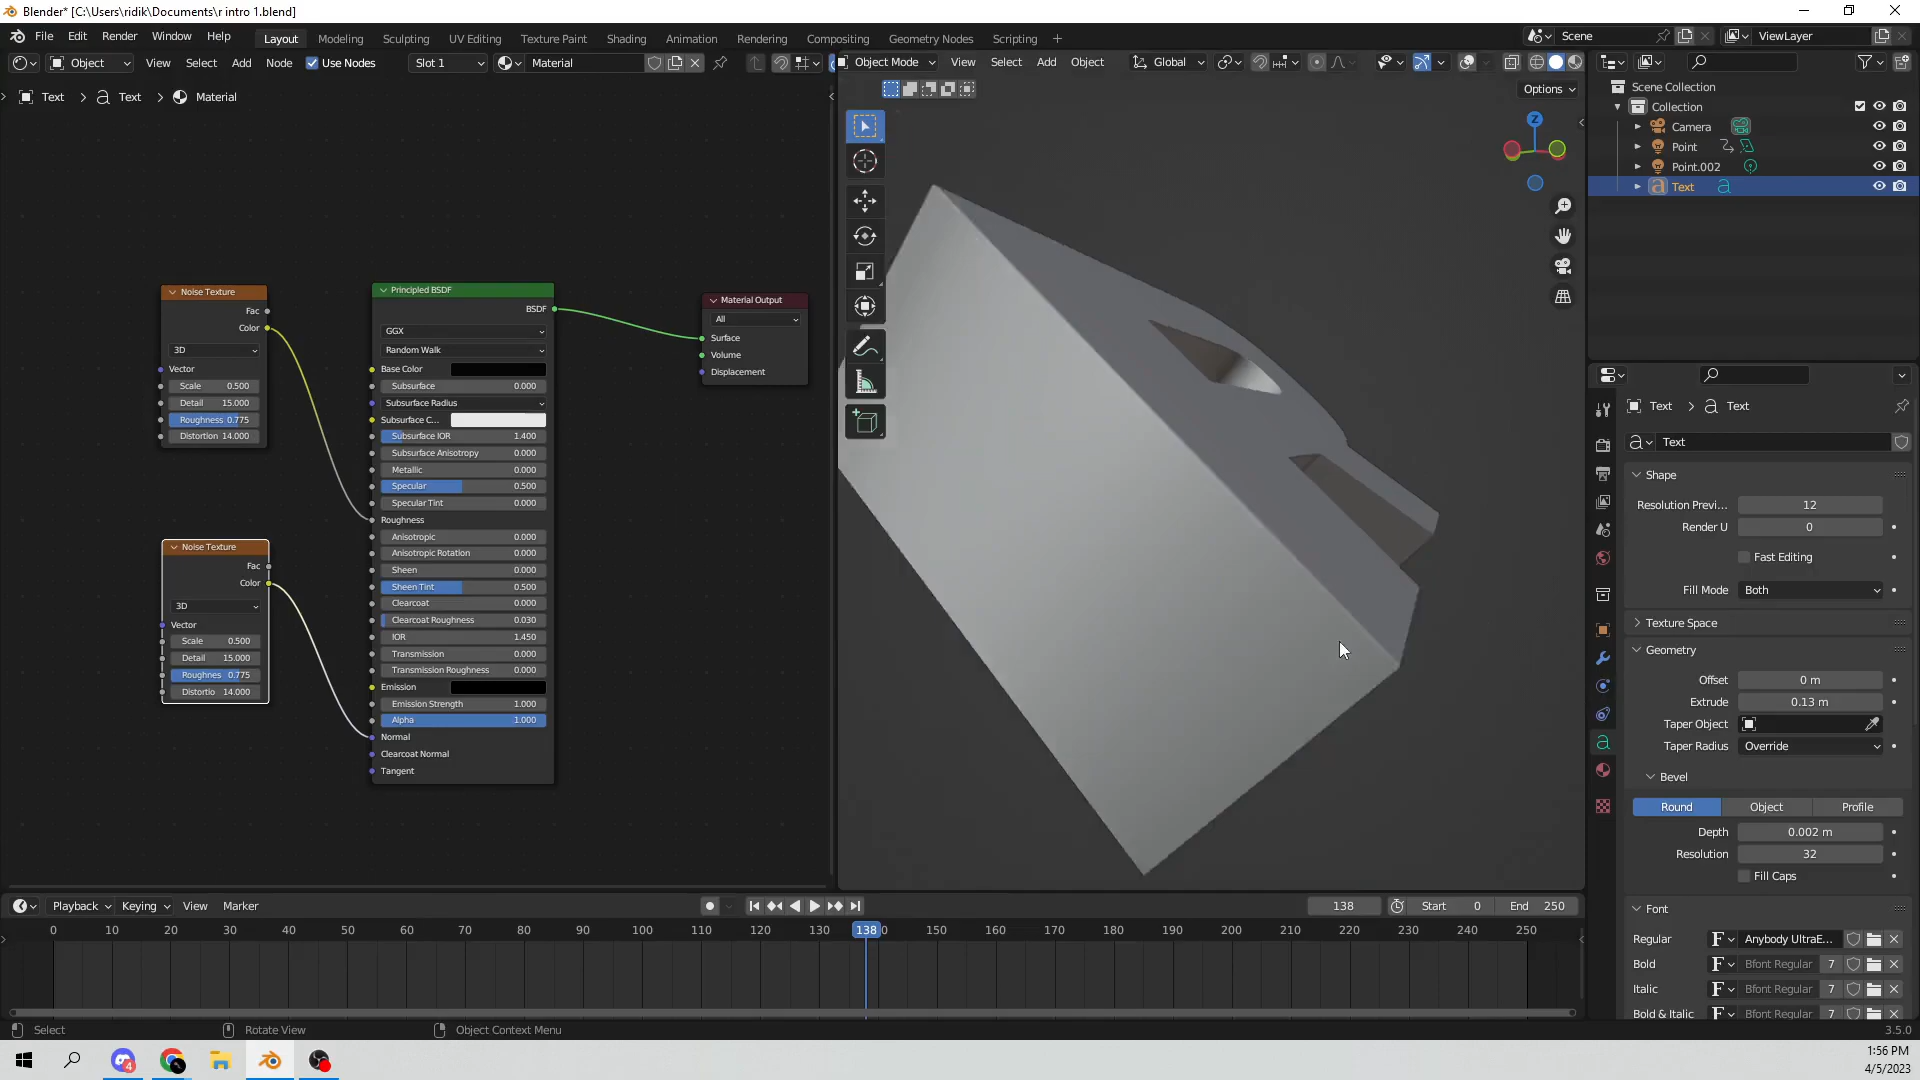 Blender* [C:\Users\ridik\Documents\r intro 1.blend]
File Edit Render Window Help Layout Modeling Sculpting UV Editing Texture Paint Shading Animation Rendering Compositing Geometry Nodes Scripting + Scene ViewLayer
Object View Select Add Node Use Nodes Slot 1 Material
Object Mode View Select Add Object Global
Text > Text > Material
Options
Z
Scene Collection
Collection
Camera
Point
Point.002
Text
Noise Texture
Fac
Color
3D
Vector
Scale 0.500
Detail 15.000
Roughness 0.775
Distortion 14.000
Noise Texture
Fac
Color
3D
Vector
Scale 0.500
Detail 15.000
Roughnes 0.775
Distortio 14.000
Principled BSDF
BSDF
GGX
Random Walk
Base Color
Subsurface 0.000
Subsurface Radius
Subsurface C...
Subsurface IOR 1.400
Subsurface Anisotropy 0.000
Metallic 0.000
Specular 0.500
Specular Tint 0.000
Roughness
Anisotropic 0.000
Anisotropic Rotation 0.000
Sheen 0.000
Sheen Tint 0.500
Clearcoat 0.000
Clearcoat Roughness 0.030
IOR 1.450
Transmission 0.000
Transmission Roughness 0.000
Emission
Emission Strength 1.000
Alpha 1.000
Normal
Clearcoat Normal
Tangent
Material Output
All
Surface
Volume
Displacement
Text > Text
Text
Shape
Resolution Previ... 12
Render U 0
Fast Editing
Fill Mode Both
Texture Space
Geometry
Offset 0 m
Extrude 0.13 m
Taper Object
Taper Radius Override
Bevel
Round Object Profile
Depth 0.002 m
Resolution 32
Fill Caps
Font
Regular Anybody UltraE...
Bold Bfont Regular 7
Italic Bfont Regular 7
Bold & Italic Bfont Regular 7
Playback Keying View Marker 138 Start 0 End 250
0 10 20 30 40 50 60 70 80 90 100 110 120 130 138 0 150 160 170 180 190 200 210 220 230 240 250
Select Rotate View Object Context Menu 3.5.0
4
1:56 PM
4/5/2023